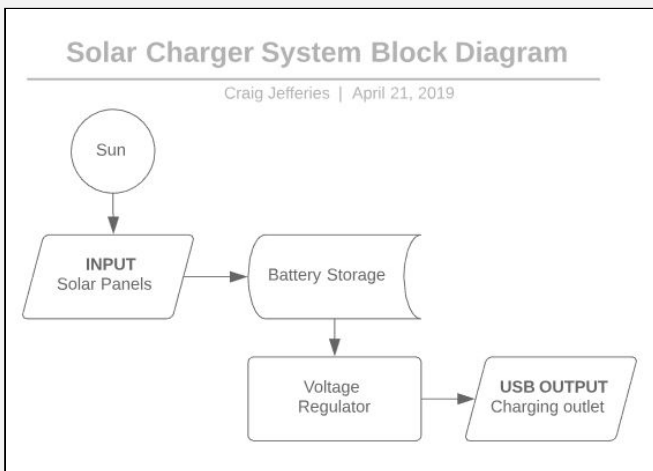 Solar Charger System Block Diagram
Craig Jefferies | April 21, 2019
Sun
INPUT
Solar Panels
Battery Storage
Voltage
Regulator
USB OUTPUT
Charging outlet